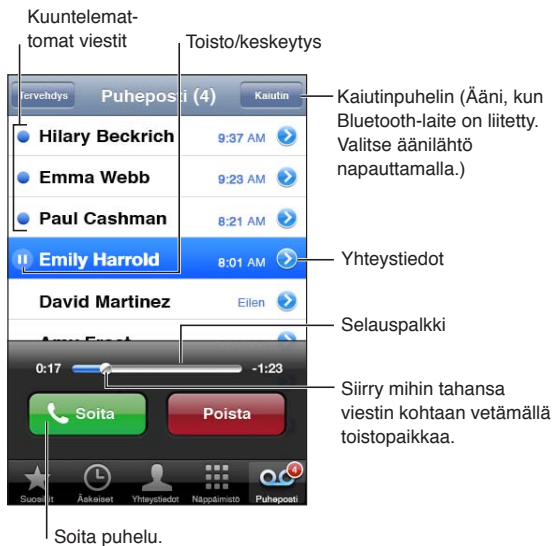 Kuuntelemat-
tomat viestit
Toisto/keskeytys
Tervehdys
Puheposti (4)
Kaiutin
Kaiutinpuhelin (Ääni, kun
Bluetooth-laite on liitetty.
Valitse äänilähtö
napauttamalla.)
Hilary Beckrich
9:37 AM
Emma Webb
9:23 AM
Paul Cashman
8:21 AM
Emily Harrold
8:01 AM
Yhteystiedot
David Martinez
Eilen
Selauspalkki
0:17
-1:23
Siirry mihin tahansa
viestin kohtaan vetämällä
toistopaikkaa.
Soita
Poista
Suosikit
Äskeiset
Yhteystiedot
Näppäimistö
4
Puheposti
Soita puhelu.